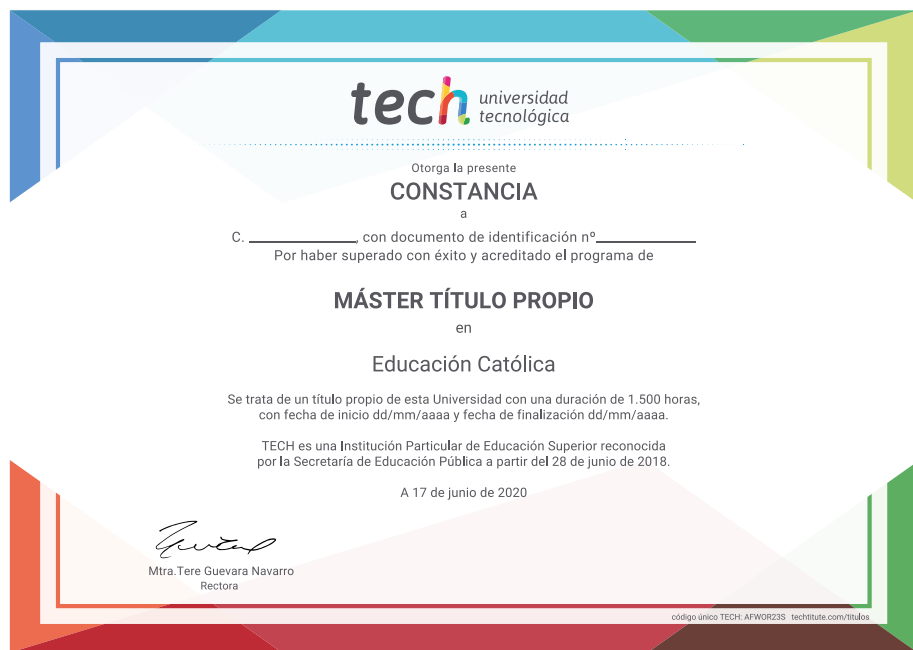 tech universidad
tecnológica
Otorga la presente
CONSTANCIA
a
C. ____________, con documento de identificación nº____________
Por haber superado con éxito y acreditado el programa de
MÁSTER TÍTULO PROPIO
en
Educación Católica
Se trata de un título propio de esta Universidad con una duración de 1.500 horas,
con fecha de inicio dd/mm/aaaa y fecha de finalización dd/mm/aaaa.
TECH es una Institución Particular de Educación Superior reconocida
por la Secretaría de Educación Pública a partir del 28 de junio de 2018.
A 17 de junio de 2020
Mtra.Tere Guevara Navarro
Rectora
código único TECH: AFWOR23S techtitute.com/titulos